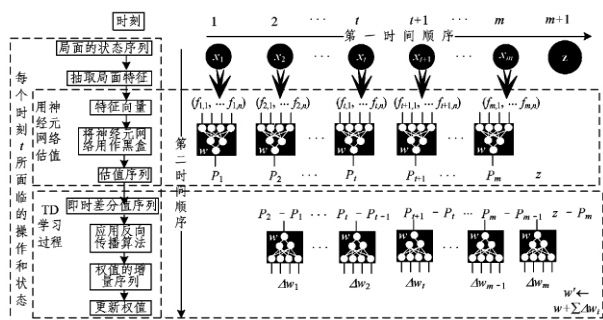 时刻
1 2 ··· t t+1 ··· m m+1
第一时间顺序
局面的状态序列
x1 x2 ··· xt xt+1 ··· xm z
抽取局面特征
每个时刻t所面临的操作和状态
用神经元网络估值
特征向量
(f1,1, ··· f1,n) (f2,1, ··· f2,n) (ft,1, ··· ft,n) (ft+1,1, ··· ft+1,n) (fm,1, ··· fm,n)
将神经元网络用作黑盒
w w ··· w w ··· w
估值序列
P1 P2 ··· Pt Pt+1 ··· Pm z
第二时间顺序
TD学习过程
即时差分值序列
P2 - P1 ··· Pt - Pt-1 Pt+1 - Pt ··· Pm - Pm-1 z - Pm
应用反向传播算法
w ··· w w ··· w w
权值的增量序列
Δw1 Δw2 Δwt Δwm-1 Δwm
更新权值
w'←
w+∑Δwt